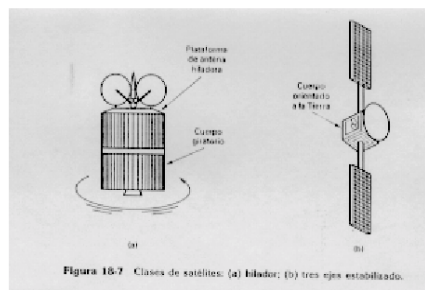 Plataforma
de antena
hiladora
Cuerpo
giratorio
(a)
Cuerpo
orientado
a la Tierra
(b)
Figura 18-7 Clases de satélites: (a) hilador; (b) tres ejes estabilizado.